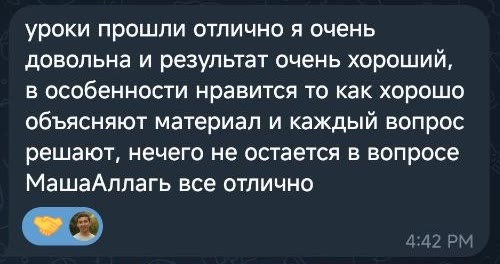 уроки прошли отлично я очень
довольна и результат очень хороший,
в особенности нравится то как хорошо
объясняют материал и каждый вопрос
решают, нечего не остается в вопросе
МашаАллагь все отлично
4:42 PM